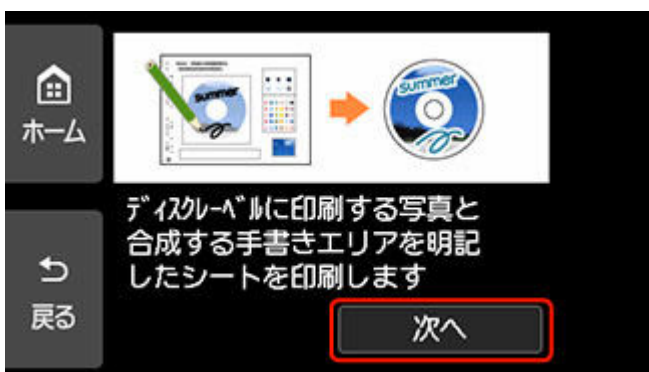 summer
summer
ホーム
ﾃﾞｨｽｸﾚｰﾍﾞﾙに印刷する写真と
合成する手書きエリアを明記
したシートを印刷します
戻る
次へ